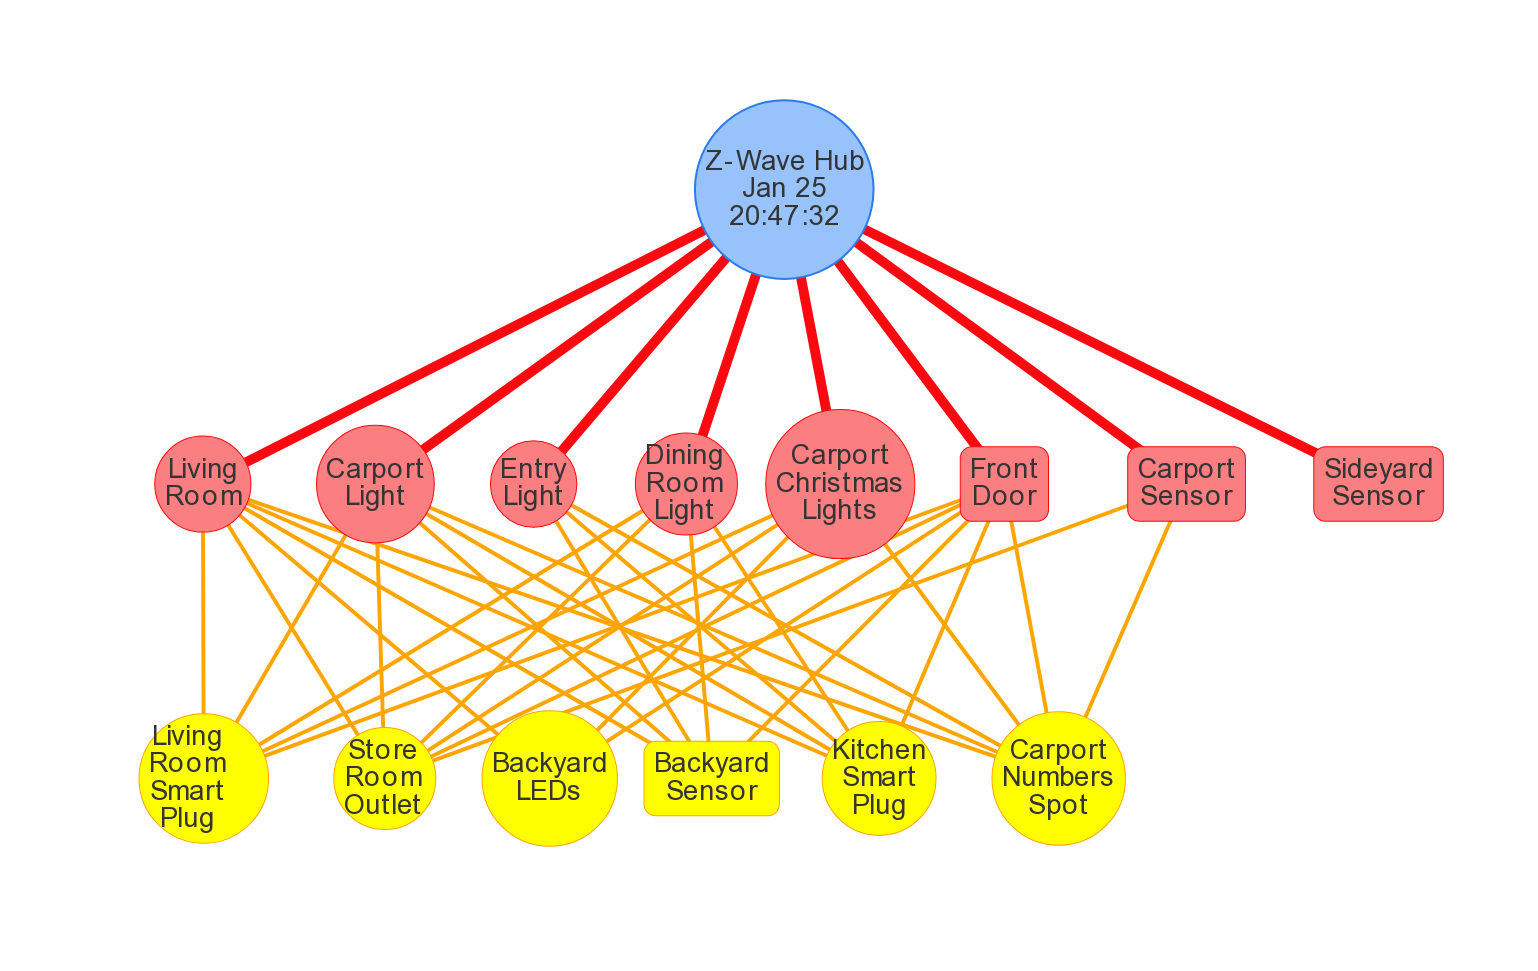 Z-Wave Hub
Jan 25
20:47:32
Living
Room
Carport
Light
Entry
Light
Dining
Room
Light
Carport
Christmas
Lights
Front
Door
Carport
Sensor
Sideyard
Sensor
Living
Room
Smart
Plug
Store
Room
Outlet
Backyard
LEDs
Backyard
Sensor
Kitchen
Smart
Plug
Carport
Numbers
Spot